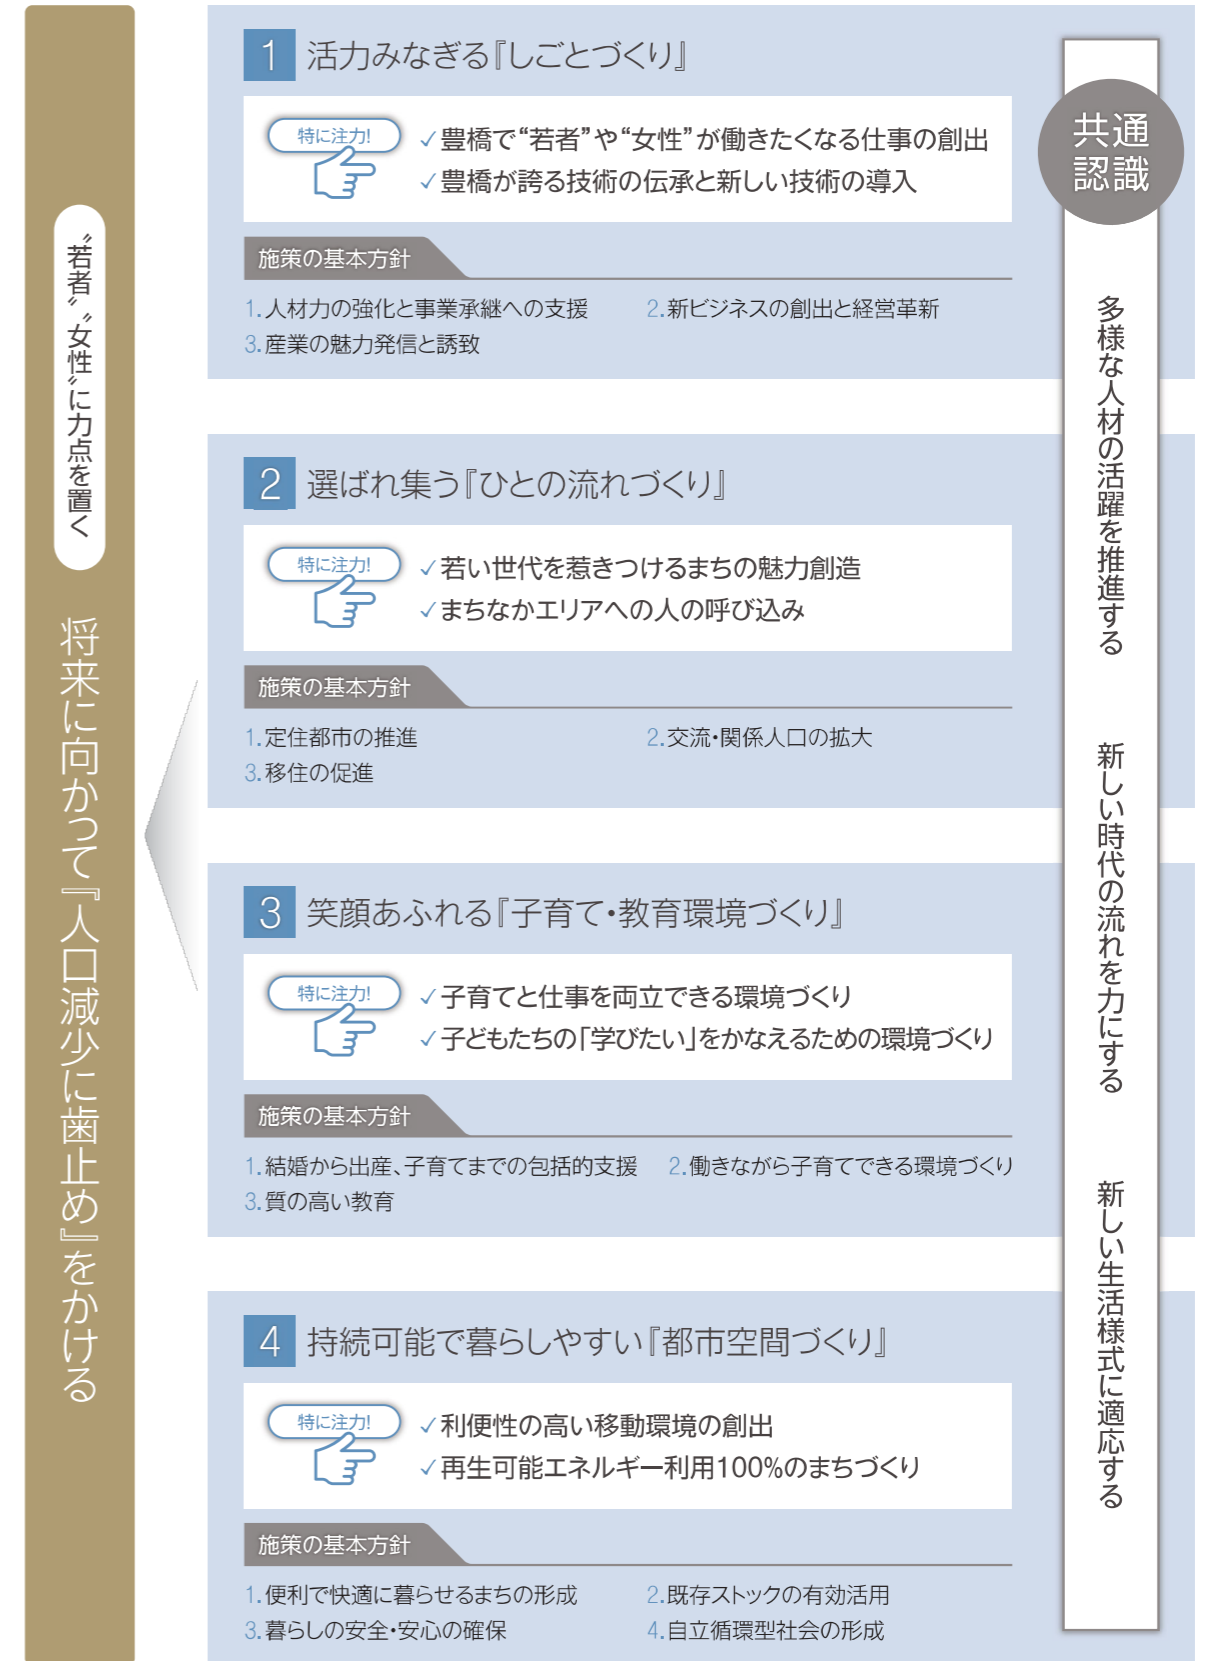 〝若者〟〝女性〟に力点を置く
将来に向かって『人口減少に歯止め』をかける
1 活力みなぎる『しごとづくり』
特に注力!
✓豊橋で“若者”や“女性”が働きたくなる仕事の創出
✓豊橋が誇る技術の伝承と新しい技術の導入
施策の基本方針
1.人材力の強化と事業承継への支援 2.新ビジネスの創出と経営革新
3.産業の魅力発信と誘致
2 選ばれ集う『ひとの流れづくり』
特に注力!
✓若い世代を惹きつけるまちの魅力創造
✓まちなかエリアへの人の呼び込み
施策の基本方針
1.定住都市の推進 2.交流・関係人口の拡大
3.移住の促進
3 笑顔あふれる『子育て・教育環境づくり』
特に注力!
✓子育てと仕事を両立できる環境づくり
✓子どもたちの「学びたい」をかなえるための環境づくり
施策の基本方針
1.結婚から出産、子育てまでの包括的支援 2.働きながら子育てできる環境づくり
3.質の高い教育
4 持続可能で暮らしやすい『都市空間づくり』
特に注力!
✓利便性の高い移動環境の創出
✓再生可能エネルギー利用100%のまちづくり
施策の基本方針
1.便利で快適に暮らせるまちの形成 2.既存ストックの有効活用
3.暮らしの安全・安心の確保 4.自立循環型社会の形成
共通
認識
多様な人材の活躍を推進する
新しい時代の流れを力にする
新しい生活様式に適応する